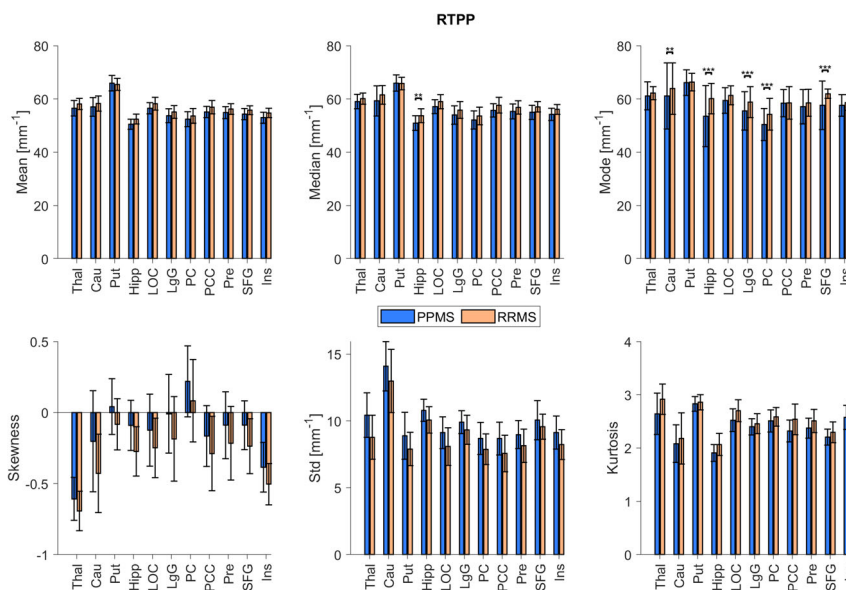 RTPP
80
60
40
20
0
Mean [mm-1]
Thal Cau Put Hipp LOC LgG PC PCC Pre SFG Ins
80
60
40
20
0
Median [mm-1]
**
Thal Cau Put Hipp LOC LgG PC PCC Pre SFG Ins
80
60
40
20
0
Mode [mm-1]
** *** *** *** ***
Thal Cau Put Hipp LOC LgG PC PCC Pre SFG Ins
PPMS RRMS
0.5
0
-0.5
-1
Skewness
Thal Cau Put Hipp LOC LgG PC PCC Pre SFG Ins
15
10
5
0
Std [mm-1]
Thal Cau Put Hipp LOC LgG PC PCC Pre SFG Ins
4
3
2
1
0
Kurtosis
Thal Cau Put Hipp LOC LgG PC PCC Pre SFG